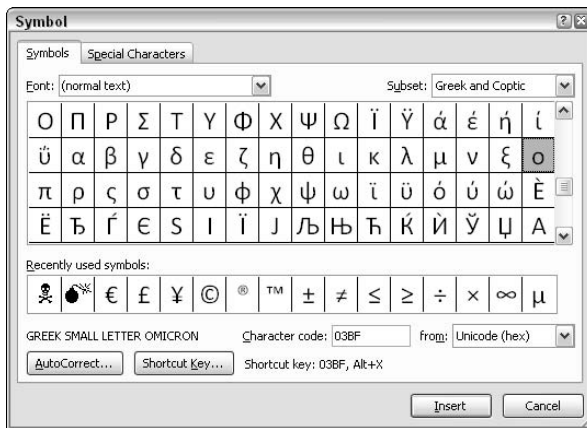 Symbol
Symbols Special Characters
Font: (normal text) Subset: Greek and Coptic
Ο Π Ρ Σ Τ Υ Φ Χ Ψ Ω Ϊ Ϋ ά έ ή ί
ΰ α β γ δ ε ζ η θ ι κ λ μ ν ξ ο
π ρ ς σ τ υ φ χ ψ ω ϊ ϋ ό ύ ώ Ѐ
Ё Ђ Ѓ Є Ѕ І Ї Ј Љ Њ Ћ Ќ Ѝ Ў Џ А
Recently used symbols:
☠ 💣 € £ ¥ © ® ™ ± ≠ ≤ ≥ ÷ × ∞ µ
GREEK SMALL LETTER OMICRON Character code: 03BF from: Unicode (hex)
AutoCorrect... Shortcut Key... Shortcut key: 03BF, Alt+X
Insert Cancel